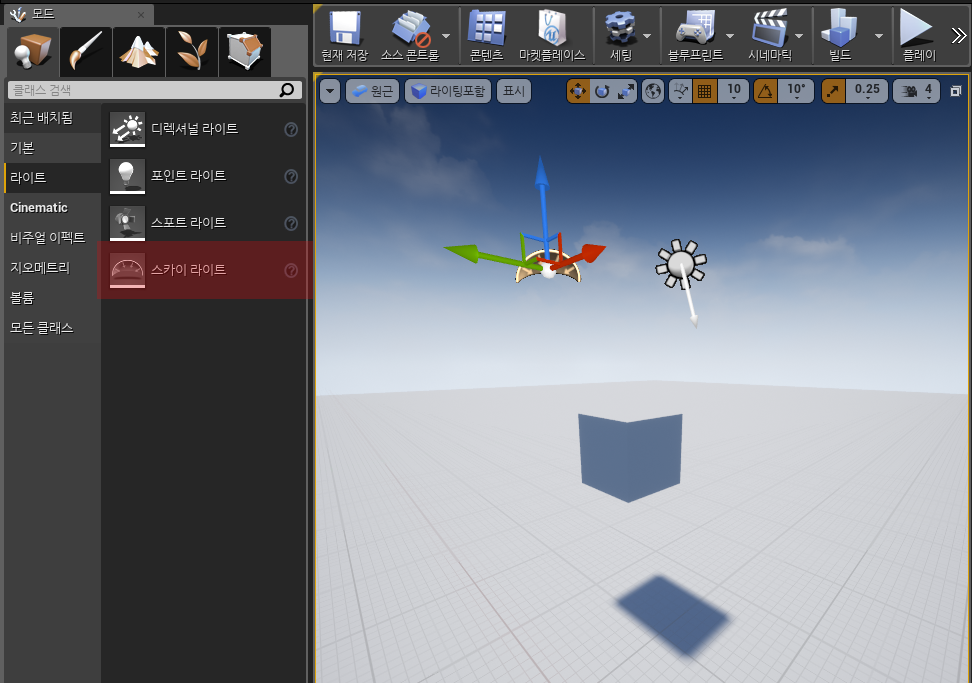 모드
현재 저장
소스 콘트롤
콘텐츠
마켓플레이스
세팅
블루프린트
시네마틱
빌드
플레이
클래스 검색
원근
라이팅포함
표시
10
10°
0.25
4
최근 배치됨
기본
라이트
Cinematic
비주얼 이펙트
지오메트리
볼륨
모든 클래스
디렉셔널 라이트
포인트 라이트
스포트 라이트
스카이 라이트